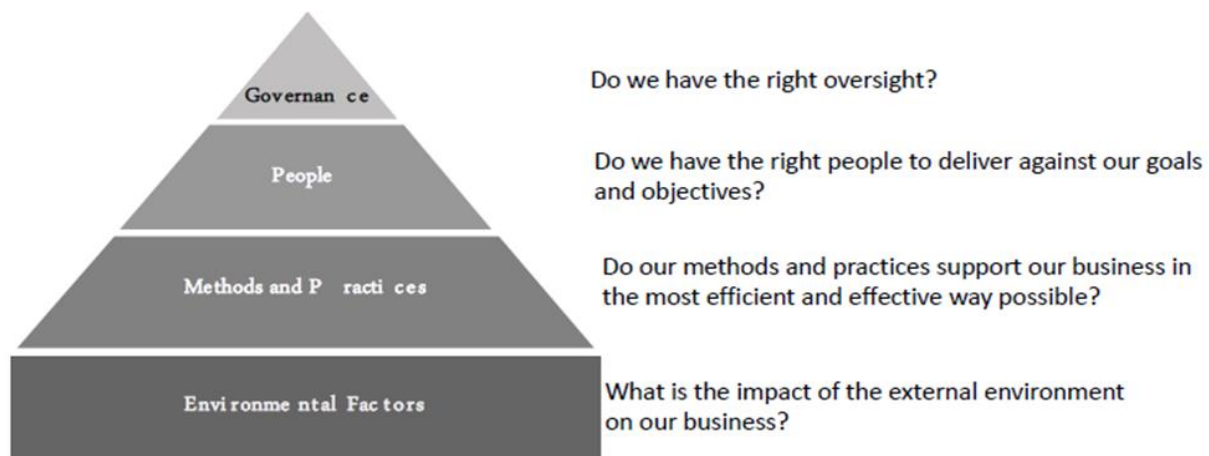 Governan ce
Do we have the right oversight?
People
Do we have the right people to deliver against our goals
and objectives?
Methods and P racti ces
Do our methods and practices support our business in
the most efficient and effective way possible?
Envi ronme ntal Fac tors
What is the impact of the external environment
on our business?